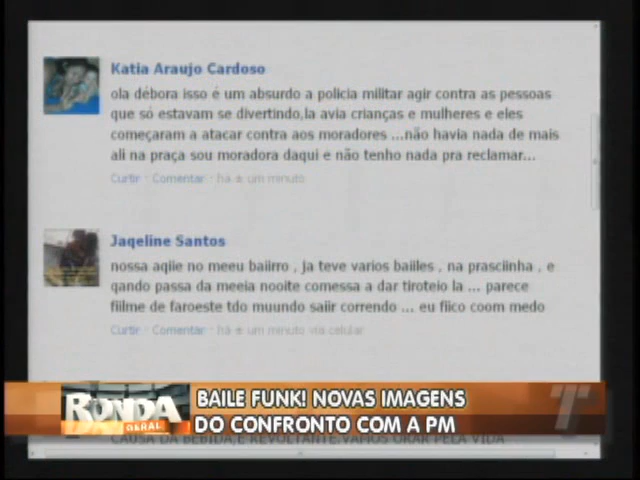 Katia Araujo Cardoso
ola débora isso é um absurdo a policia militar agir contra as pessoas
que só estavam se divertindo,la avia crianças e mulheres e eles
começaram a atacar contra aos moradores ...não havia nada de mais
ali na praça sou moradora daqui e não tenho nada pra reclamar...
Curtir · Comentar · há ± um minuto
Jaqeline Santos
nossa aqiie no meeu bailrro , ja teve varios bailles , na prasciinha , e
qando passa da meeia nooite comessa a dar tiroteio la ... parece
fiilme de faroeste tdo muundo saiir correndo ... eu fiico coom medo
Curtir · Comentar · há ± um minuto via celular
RONDA
GERAL
BAILE FUNK! NOVAS IMAGENS
DO CONFRONTO COM A PM
T
CAUSA DA BEBIDA,E REVOLTANTE.VAMOS ORAR PELA VIDA